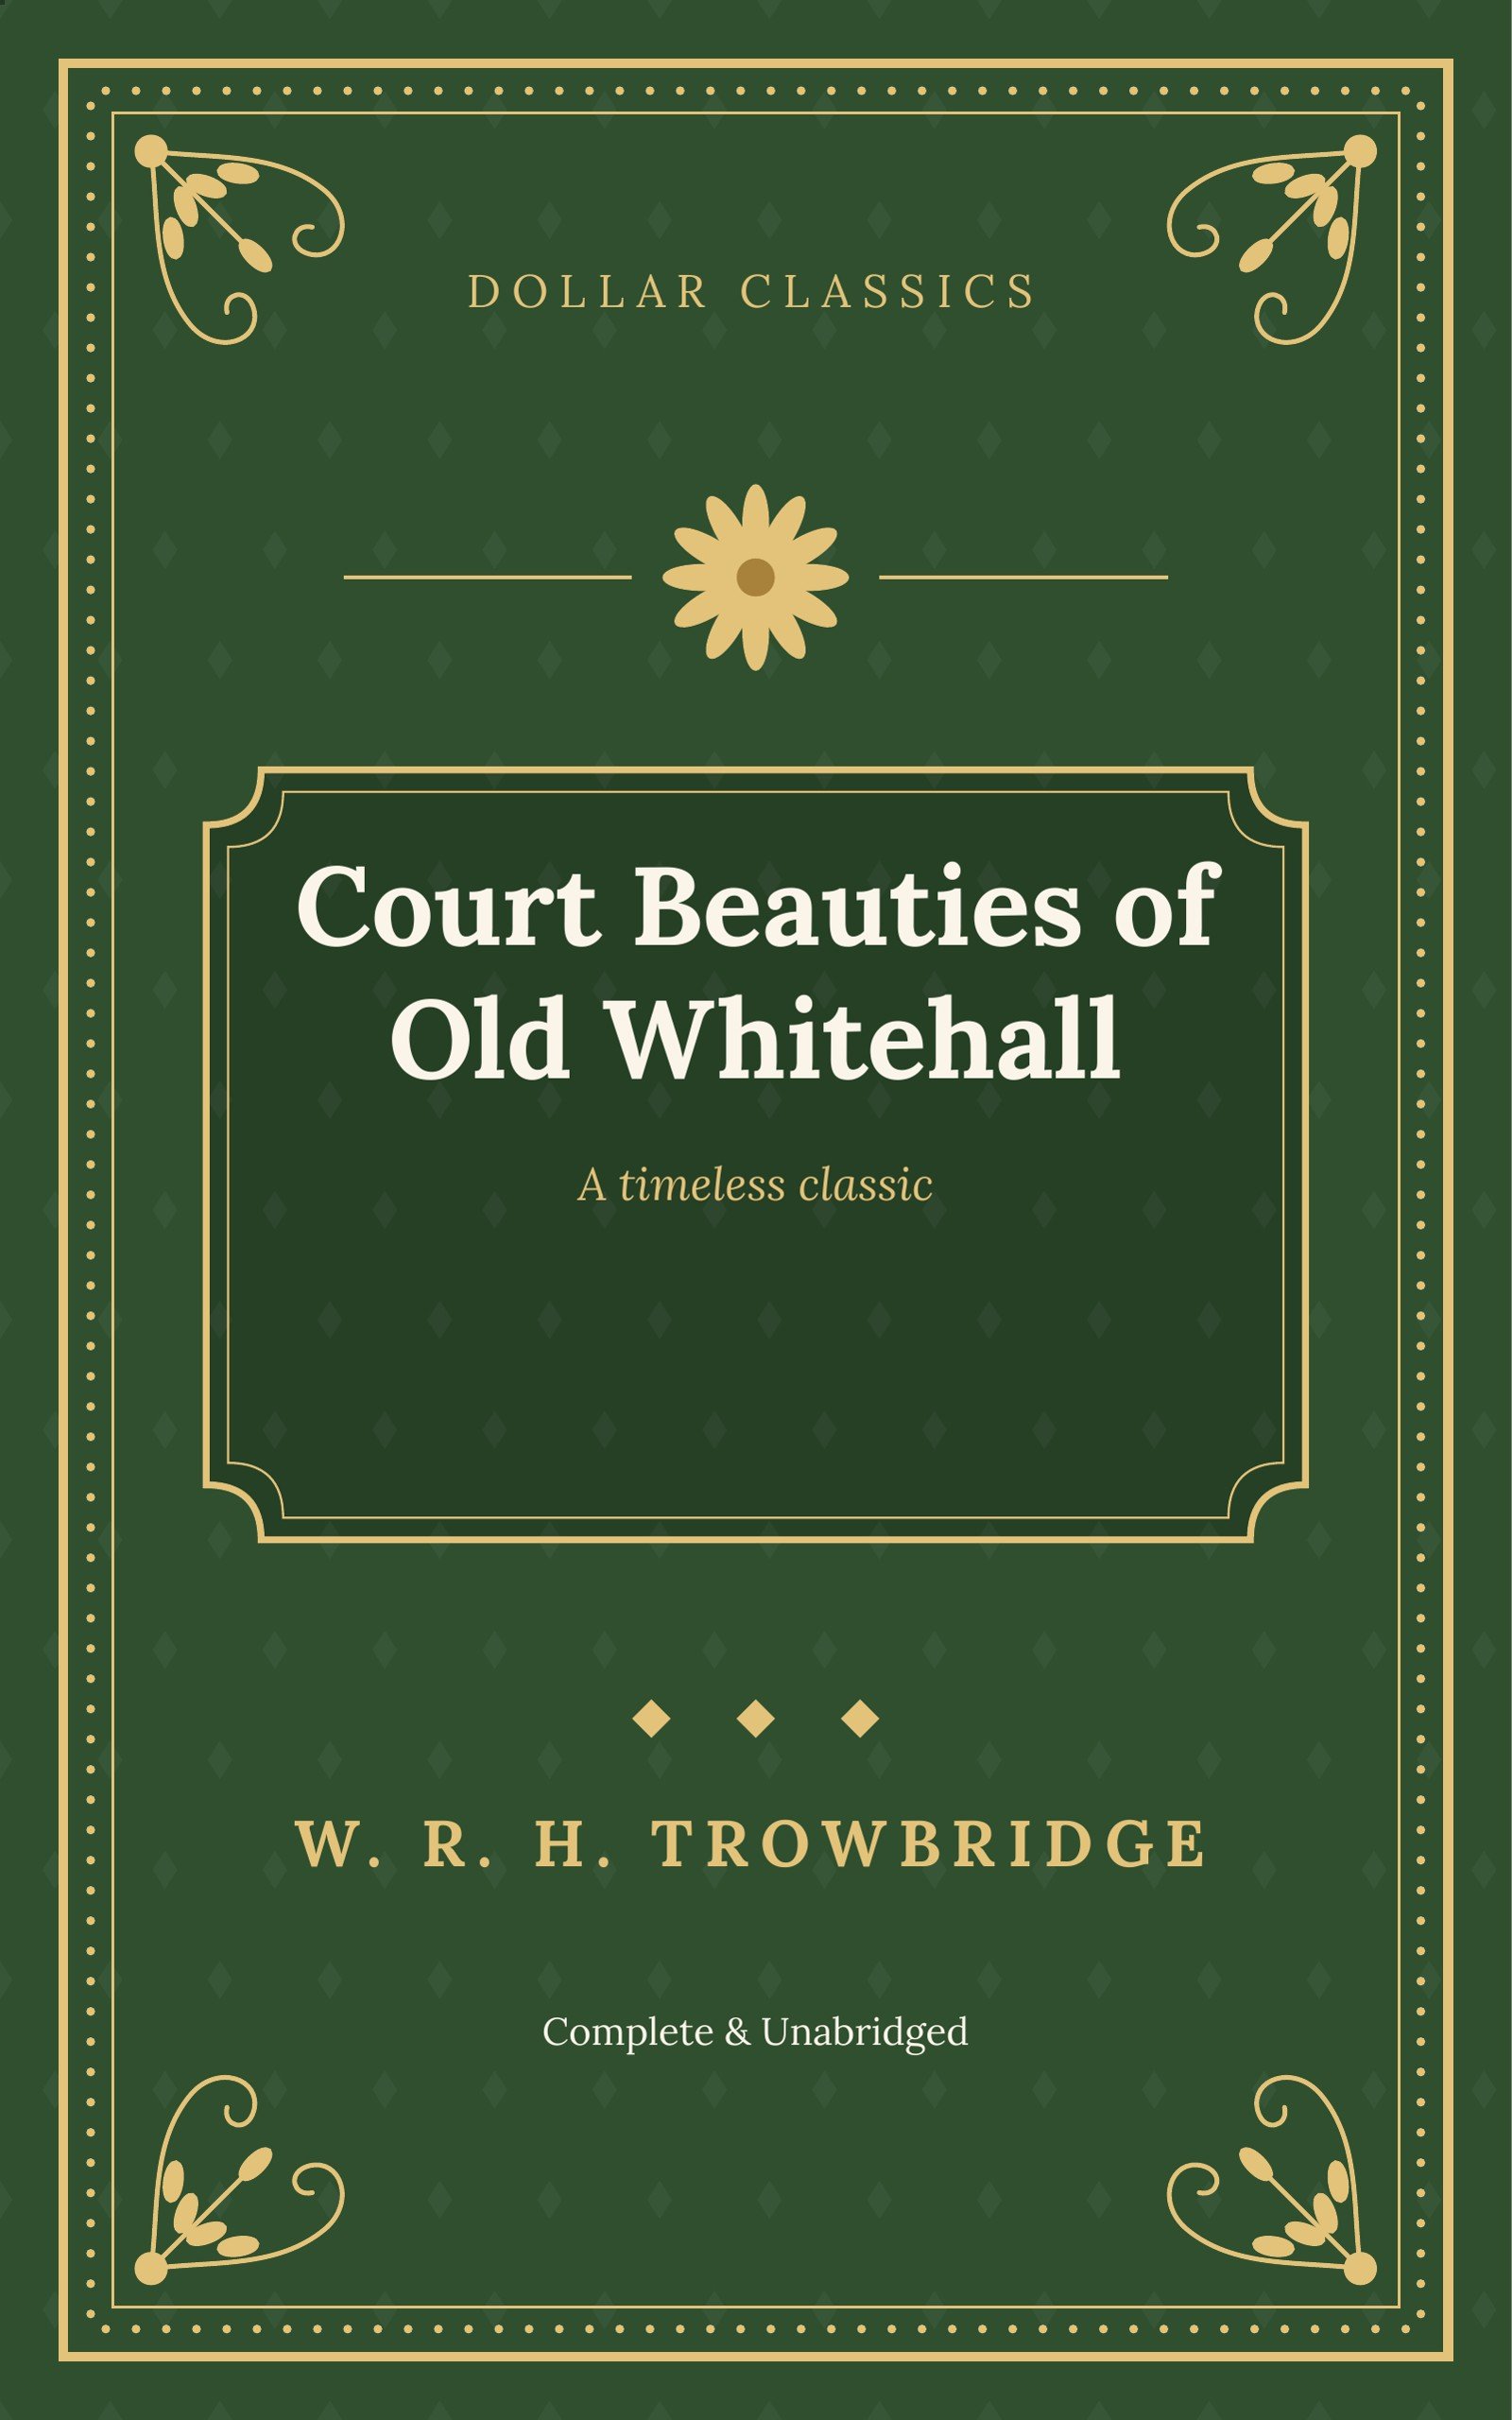 DOLLAR CLASSICS
Court Beauties of
Old Whitehall
A timeless classic
W. R. H. TROWBRIDGE
Complete & Unabridged